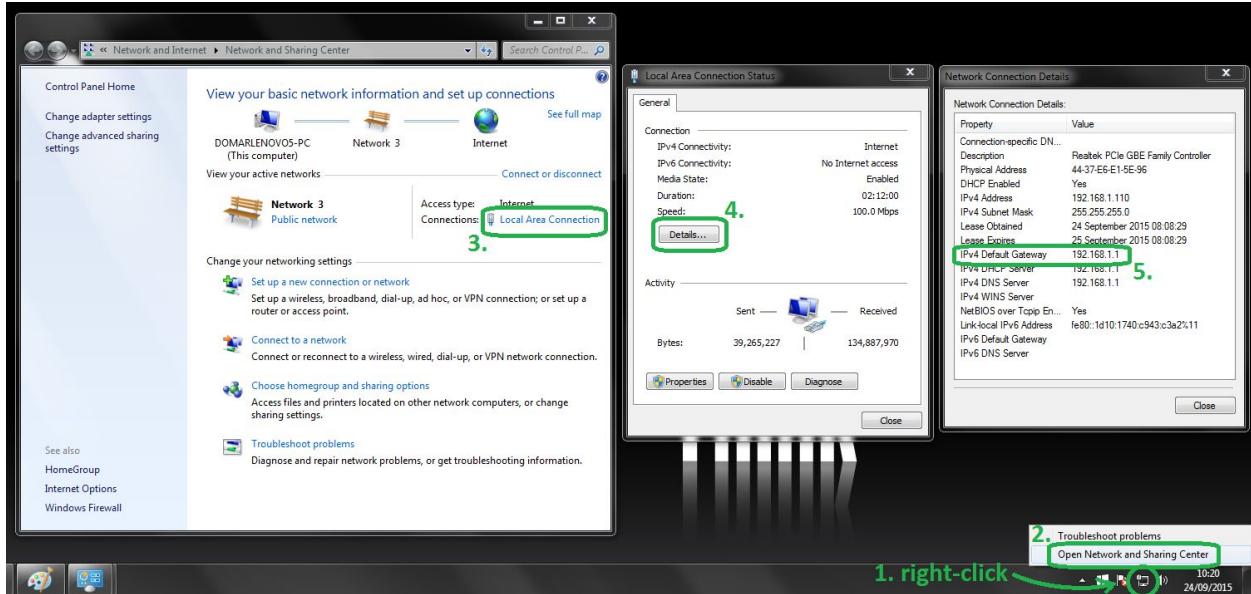 « Network and Internet ▸ Network and Sharing Center
Search Control P...
Control Panel Home
Change adapter settings
Change advanced sharing
settings
See also
HomeGroup
Internet Options
Windows Firewall
View your basic network information and set up connections
See full map
DOMARLENOVO5-PC
(This computer)
Network 3
Internet
View your active networks
Connect or disconnect
Network 3
Public network
Access type: Internet
Connections: Local Area Connection
3.
Change your networking settings
Set up a new connection or network
Set up a wireless, broadband, dial-up, ad hoc, or VPN connection; or set up a
router or access point.
Connect to a network
Connect or reconnect to a wireless, wired, dial-up, or VPN network connection.
Choose homegroup and sharing options
Access files and printers located on other network computers, or change
sharing settings.
Troubleshoot problems
Diagnose and repair network problems, or get troubleshooting information.
Local Area Connection Status
General
Connection
IPv4 Connectivity: Internet
IPv6 Connectivity: No Internet access
Media State: Enabled
Duration: 02:12:00
Speed: 100.0 Mbps
4.
Details...
Activity
Sent
Received
Bytes: 39,265,227 134,887,970
Properties
Disable
Diagnose
Close
Network Connection Details
Network Connection Details:
Property Value
Connection-specific DN...
Description Realtek PCIe GBE Family Controller
Physical Address 44-37-E6-E1-5E-96
DHCP Enabled Yes
IPv4 Address 192.168.1.110
IPv4 Subnet Mask 255.255.255.0
Lease Obtained 24 September 2015 08:08:29
Lease Expires 25 September 2015 08:08:29
IPv4 Default Gateway 192.168.1.1
IPv4 DHCP Server 192.168.1.1
5.
IPv4 DNS Server 192.168.1.1
IPv4 WINS Server
NetBIOS over Tcpip En... Yes
Link-local IPv6 Address fe80::1d10:1740:c943:c3a2%11
IPv6 Default Gateway
IPv6 DNS Server
Close
2.
Troubleshoot problems
Open Network and Sharing Center
1. right-click
10:20
24/09/2015